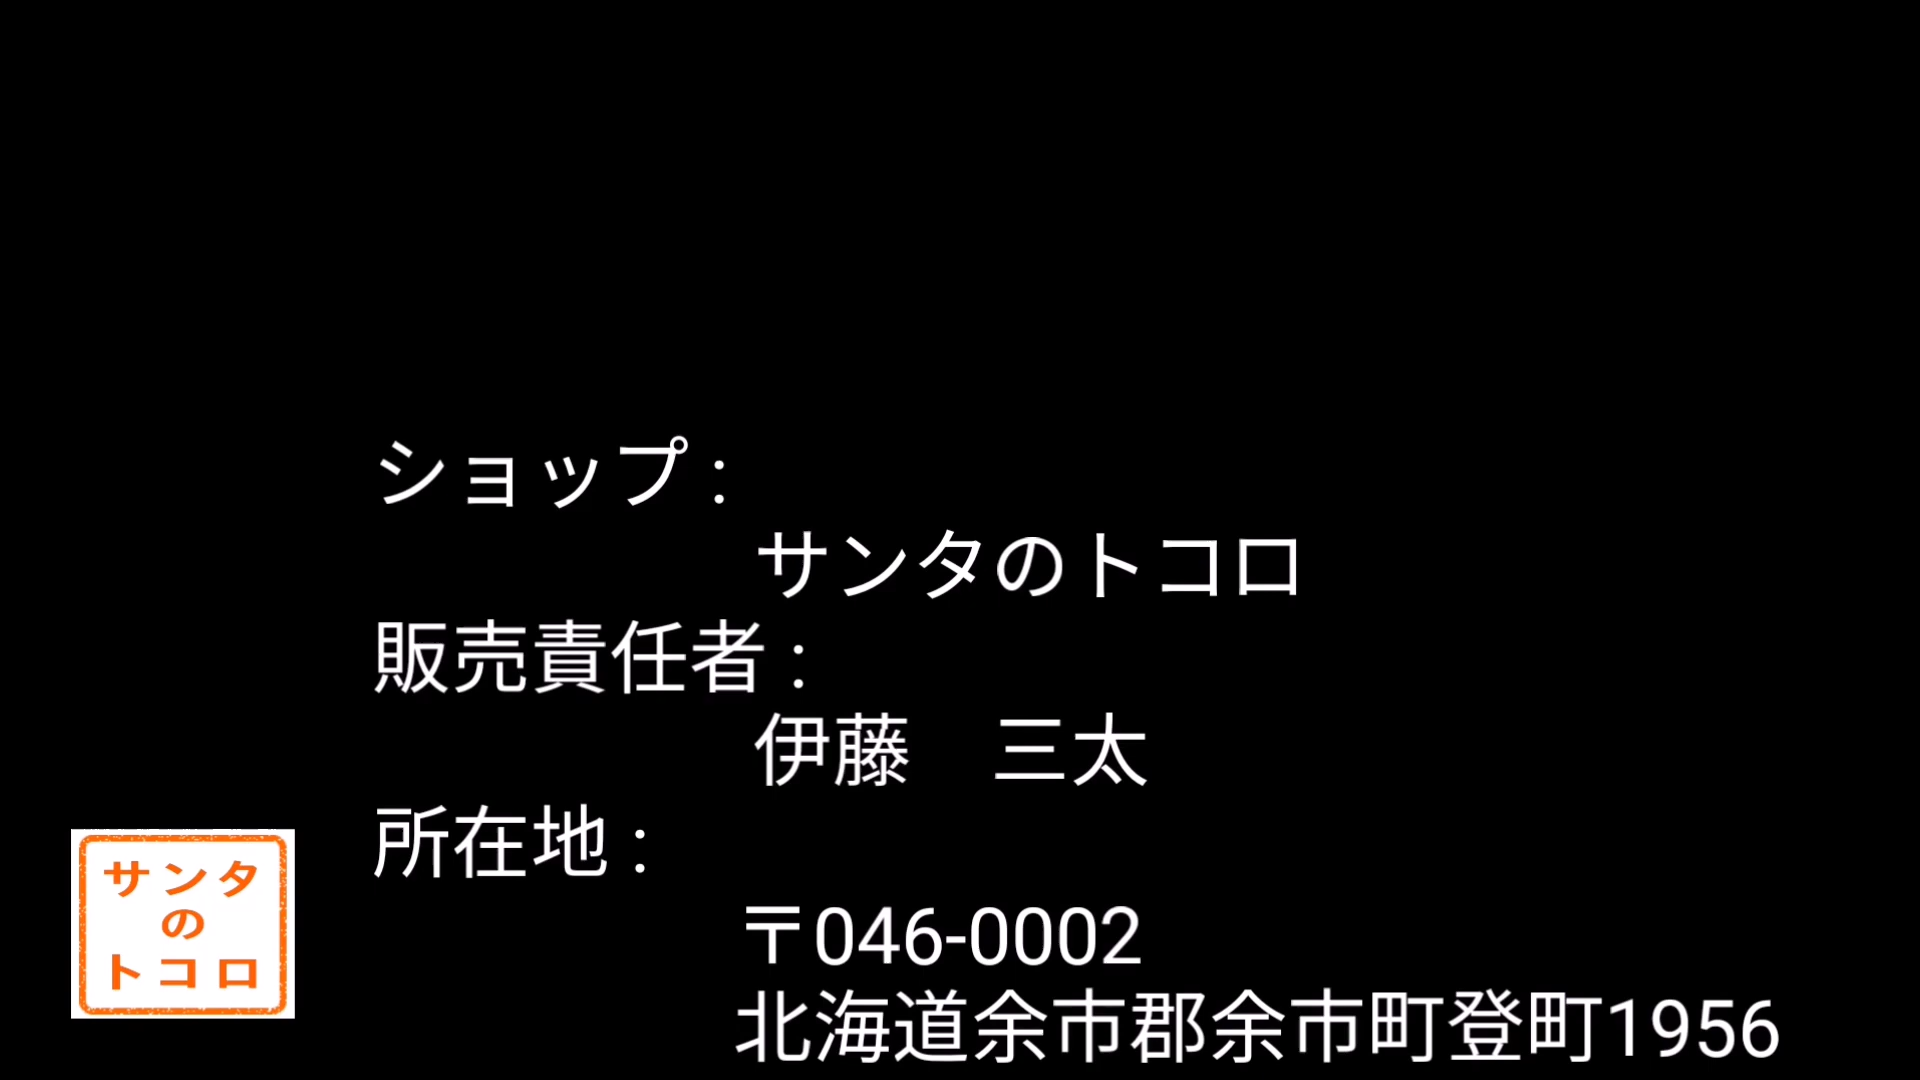 ショップ :
サンタのトコロ
販売責任者 :
伊藤　三太
所在地 :
〒046-0002
北海道余市郡余市町登町1956
サンタ
の
トコロ